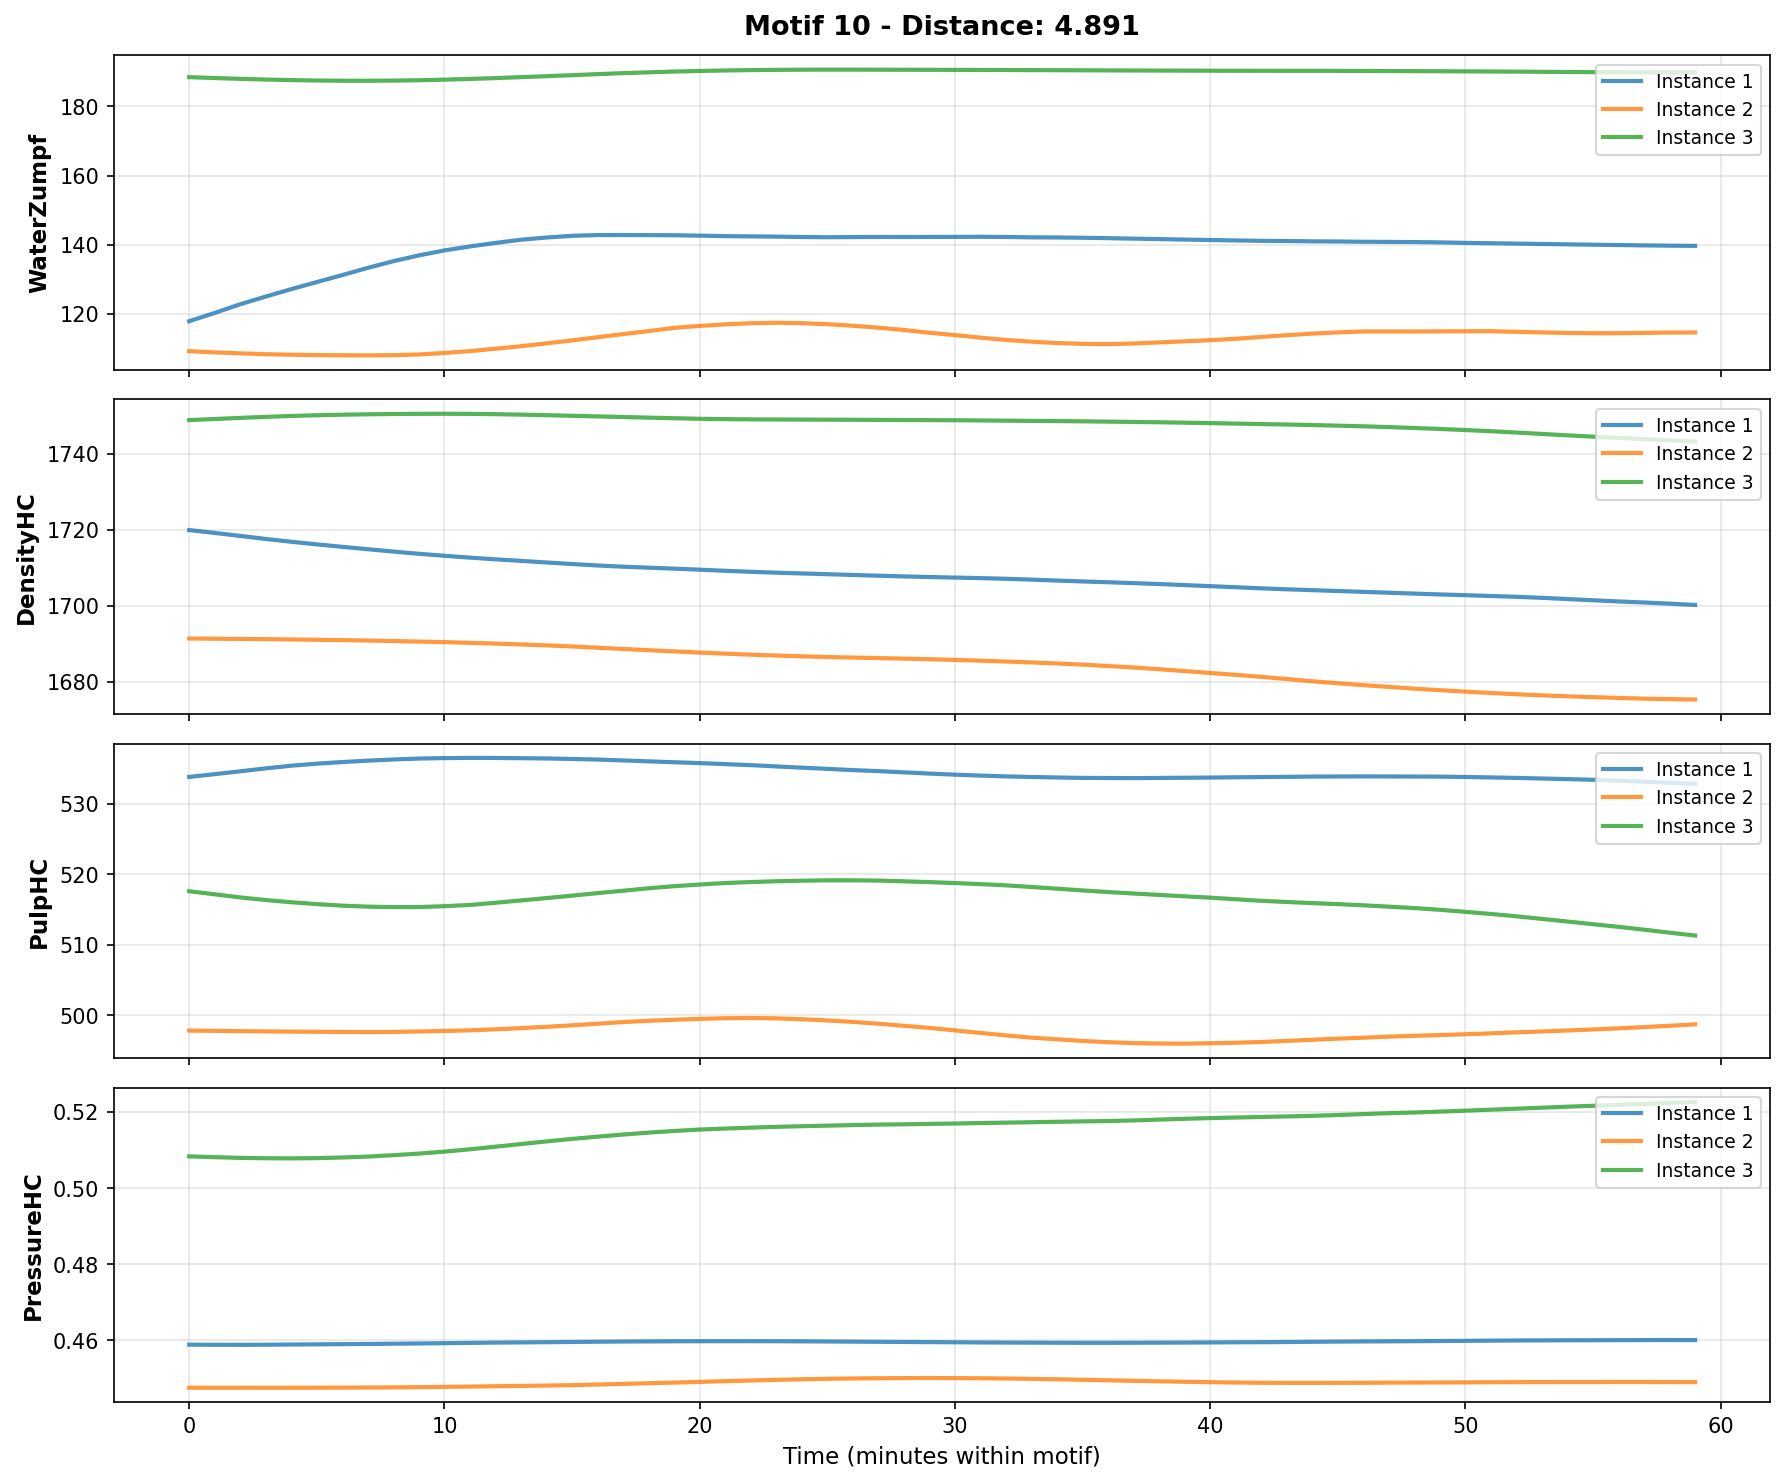 Motif 10 - Distance: 4.891
WaterZumpf
180
160
140
120
Instance 1
Instance 2
Instance 3
DensityHC
1740
1720
1700
1680
Instance 1
Instance 2
Instance 3
PulpHC
530
520
510
500
Instance 1
Instance 2
Instance 3
PressureHC
0.52
0.50
0.48
0.46
Instance 1
Instance 2
Instance 3
0 10 20 30 40 50 60
Time (minutes within motif)